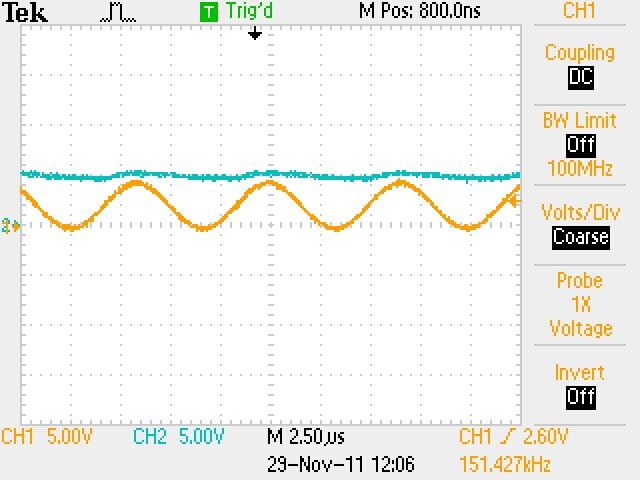 Tek T Trig'd M Pos: 800.0ns CH1
Coupling
DC
BW Limit
Off
100MHz
Volts/Div
Coarse
Probe
1X
Voltage
Invert
Off
CH1 5.00V CH2 5.00V M 2.50µs CH1 2.60V
29-Nov-11 12:06 151.427kHz